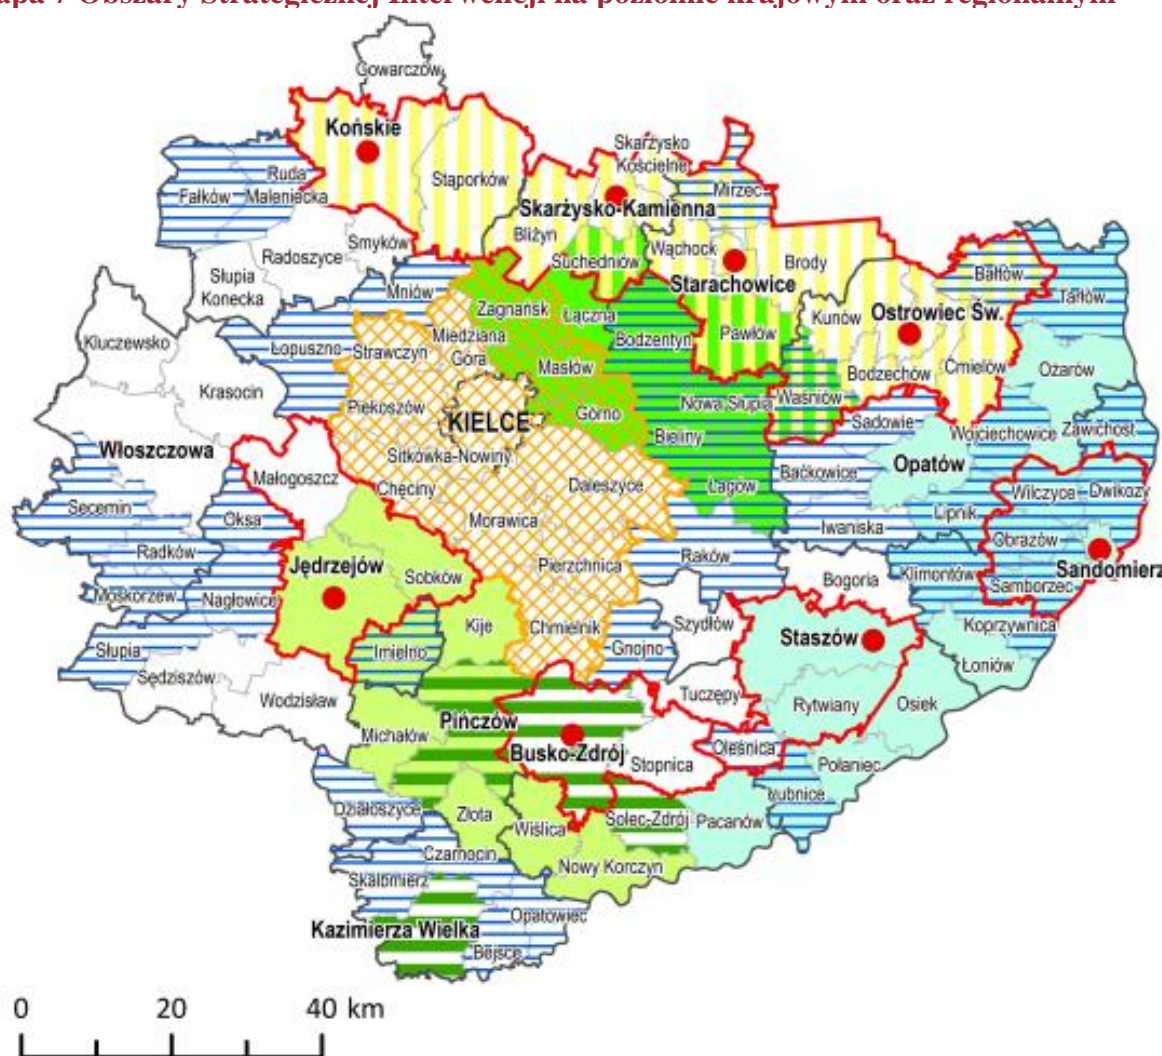 apa 7 Obszary Strategicznej Interwencji na poziomie krajowym oraz regionalnym
Gowarczów
Końskie
Skarżysko
Kościelne
Ruda
Maleniecka
Fałków
Stąporków
Mirzec
Skarżysko-Kamienna
Bliżyn
Smyków
Radoszyce
Wąchock
Suchedniów
Brody
Słupia
Konecka
Starachowice
Bałtów
Mniów
Tarłów
Zagnańsk
Łączna
Kunów
Ostrowiec Św.
Kluczewsko
Łopuszno
Strawczyn
Miedziana
Góra
Bodzentyn
Pawłów
Masłów
Bodzechów
Ćmielów
Ożarów
Krasocin
Piekoszów
KIELCE
Górno
Nowa Słupia
Waśniów
Sadowie
Wojciechowice
Zawichost
Bieliny
Włoszczowa
Sitkówka-Nowiny
Małogoszcz
Chęciny
Daleszyce
Łagów
Baćkowice
Opatów
Wilczyce
Dwikozy
Secemin
Oksa
Morawica
Iwaniska
Lipnik
Obrazów
Radków
Jędrzejów
Sobków
Pierzchnica
Raków
Bogoria
Klimontów
Sandomierz
Samborzec
Moskorzew
Nagłowice
Kije
Chmielnik
Szydłów
Staszów
Koprzywnica
Słupia
Imielno
Gnojno
Łoniów
Sędziszów
Wodzisław
Tuczępy
Rytwiany
Osiek
Michałów
Pińczów
Busko-Zdrój
Stopnica
Oleśnica
Połaniec
Łubnice
Działoszyce
Złota
Wiślica
Solec-Zdrój
Pacanów
Czarnocin
Nowy Korczyn
Skalbmierz
Kazimierza Wielka
Opatowiec
Bejsce
0 20 40 km